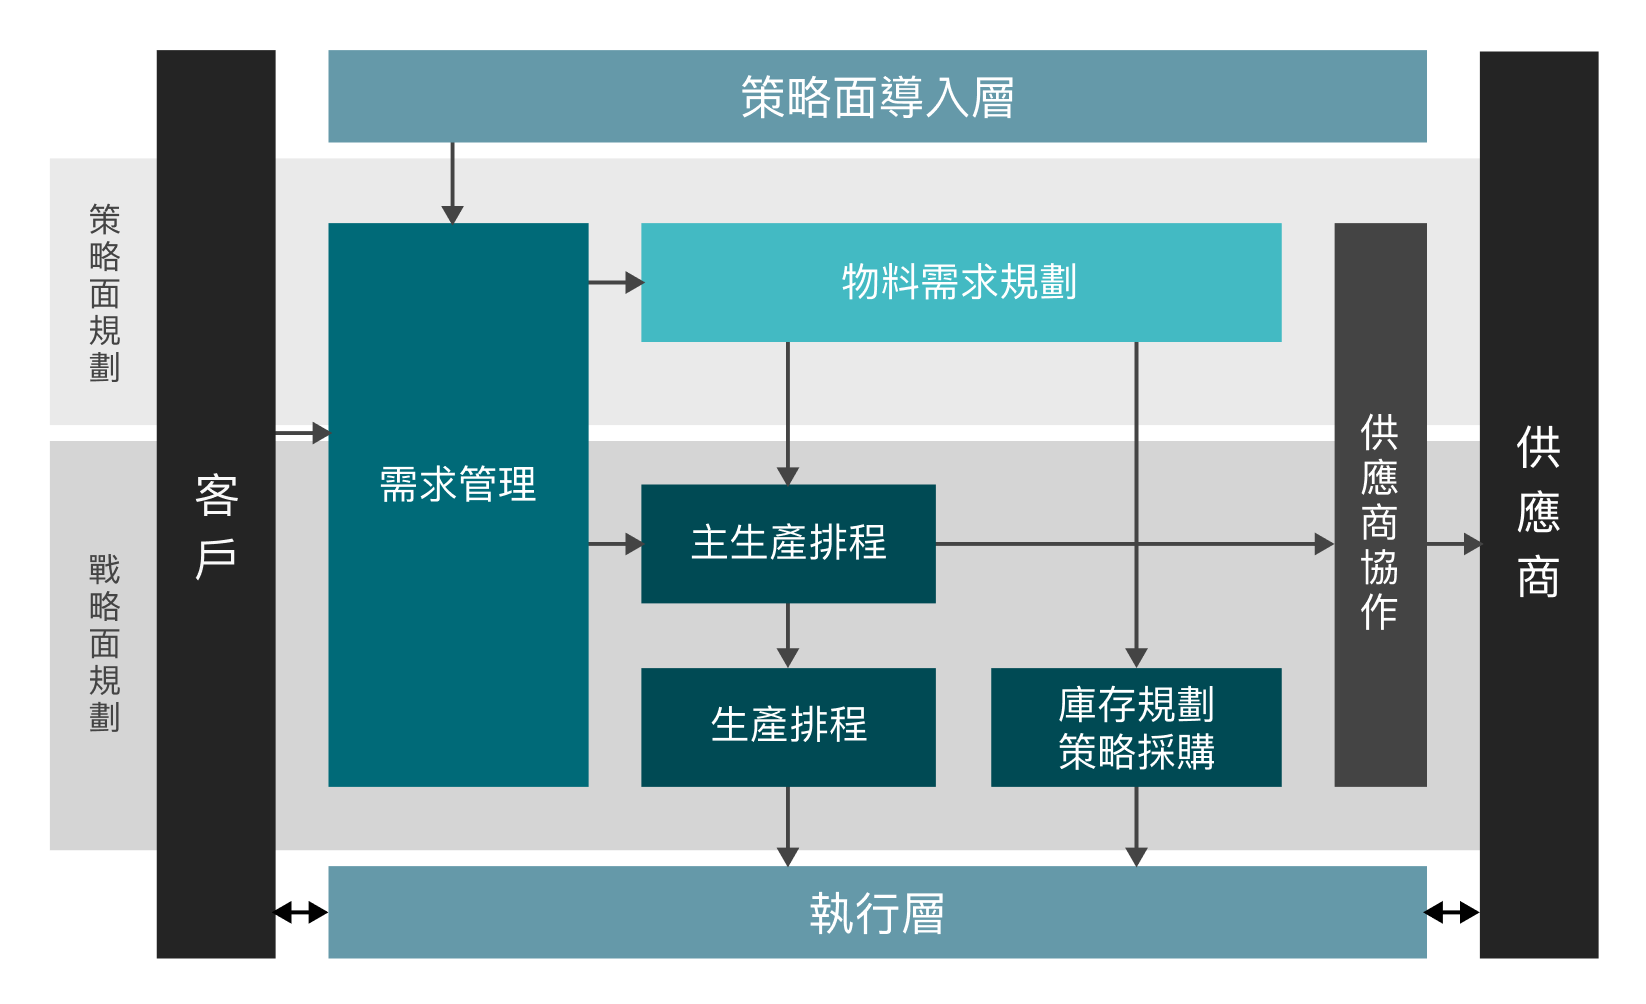 策略面導入層
策略面規劃
物料需求規劃
客戶
需求管理
供應商協作
供應商
主生產排程
戰略面規劃
生產排程
庫存規劃
策略採購
執行層